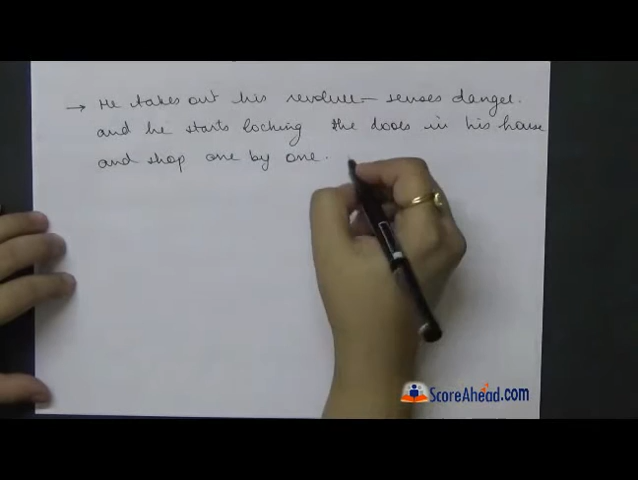 → He takes out his revolver - senses danger.
and he starts locking the doors in his house
and shop one by one.
ScoreAhead.com